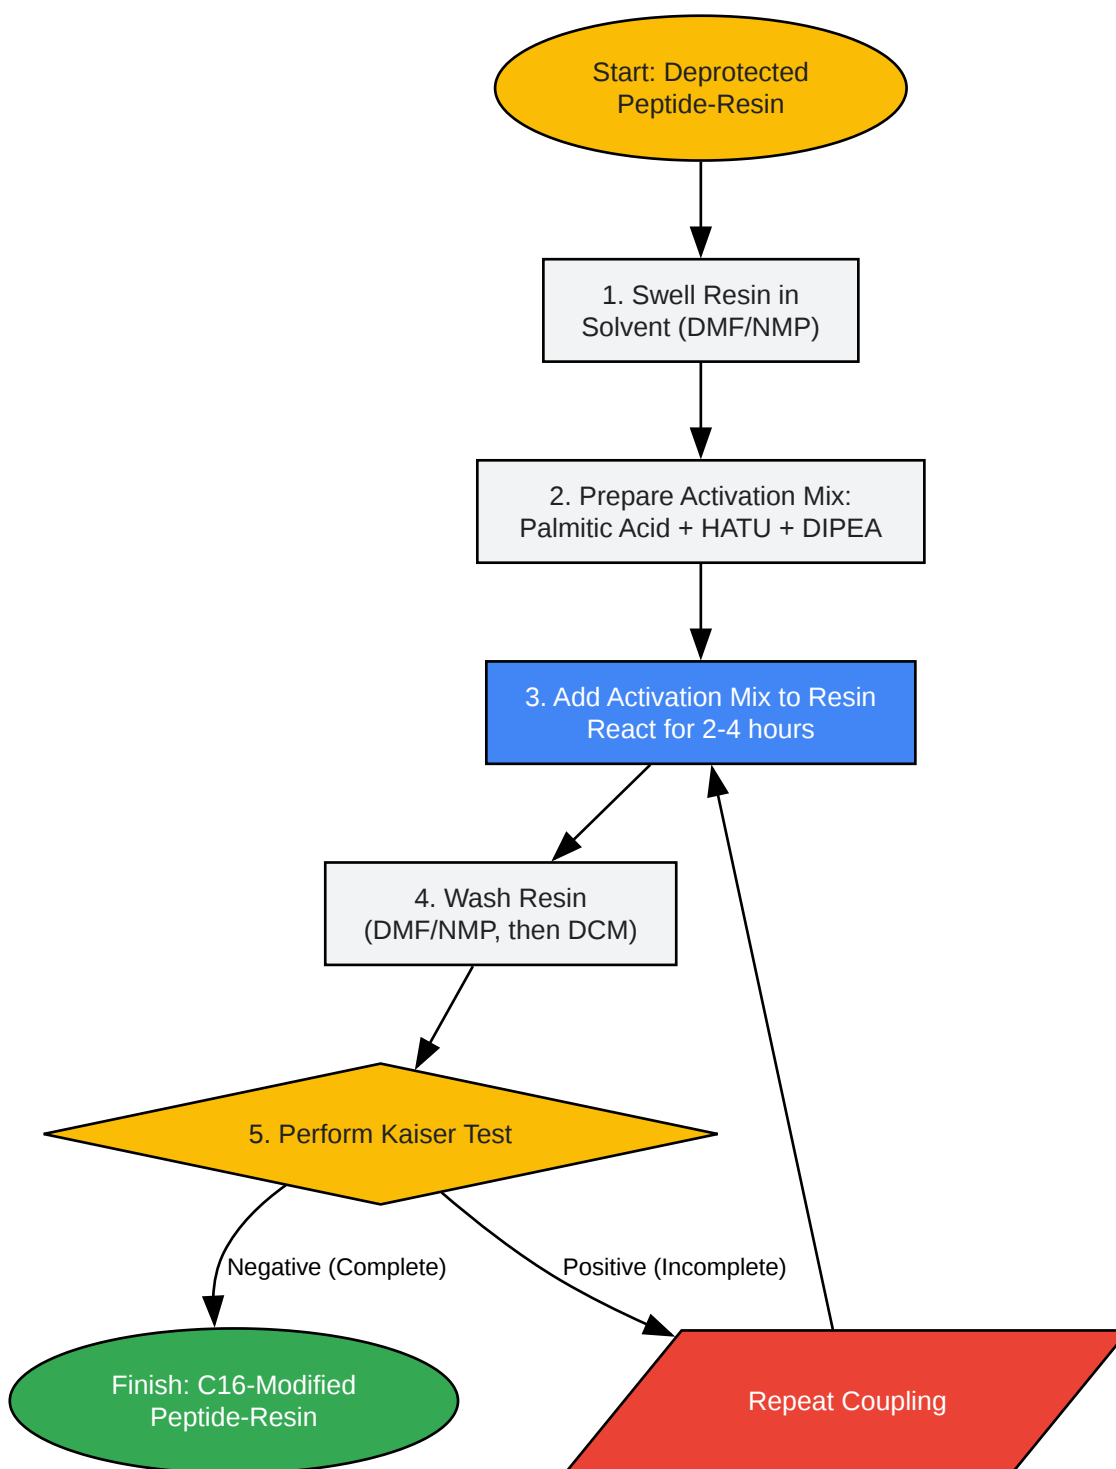 Start: Deprotected
Peptide-Resin
1. Swell Resin in
Solvent (DMF/NMP)
2. Prepare Activation Mix:
Palmitic Acid + HATU + DIPEA
3. Add Activation Mix to Resin
React for 2-4 hours
4. Wash Resin
(DMF/NMP, then DCM)
5. Perform Kaiser Test
Negative (Complete)
Positive (Incomplete)
Finish: C16-Modified
Peptide-Resin
Repeat Coupling